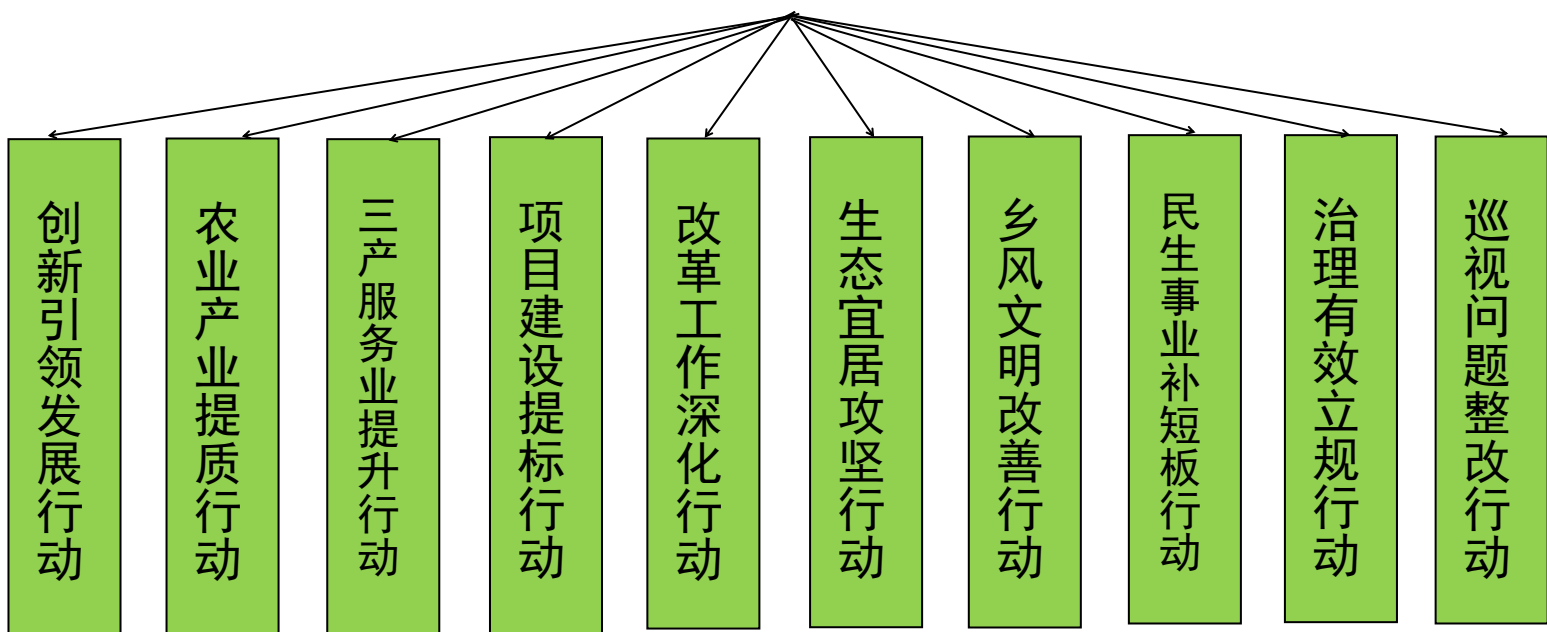 创新引领发展行动
农业产业提质行动
三产服务业提升行动
项目建设提标行动
改革工作深化行动
生态宜居攻坚行动
乡风文明改善行动
民生事业补短板行动
治理有效立规行动
巡视问题整改行动